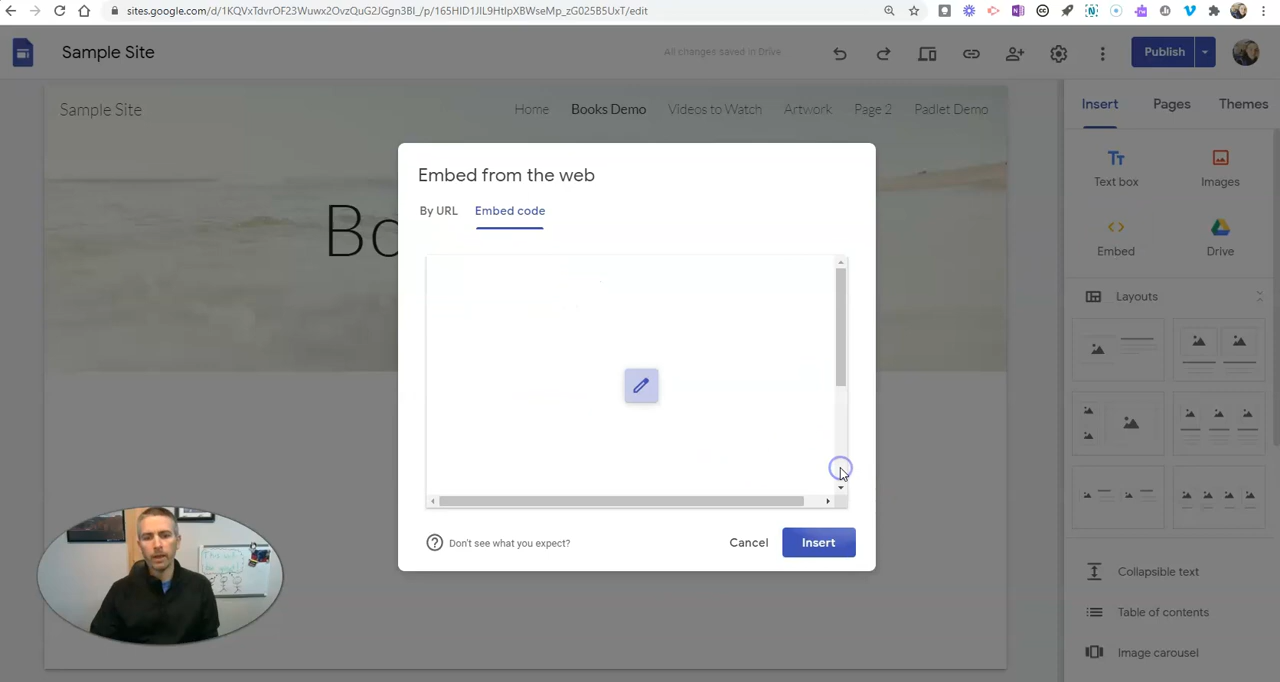 sites.google.com/d/1KQVxTdvrOF23Wuwx2OvzQuG2JGgn3Bl_/p/165HID1JIL9HtIpXBWseMp_zG025B5UxT/edit
Sample Site
All changes saved in Drive
Publish
Sample Site
Home Books Demo Videos to Watch Artwork Page 2 Padlet Demo
Insert Pages Themes
Embed from the web
By URL Embed code
Tt
Text box Images
Embed Drive
Bo
Layouts
Don't see what you expect?
Cancel Insert
Collapsible text
Table of contents
Image carousel